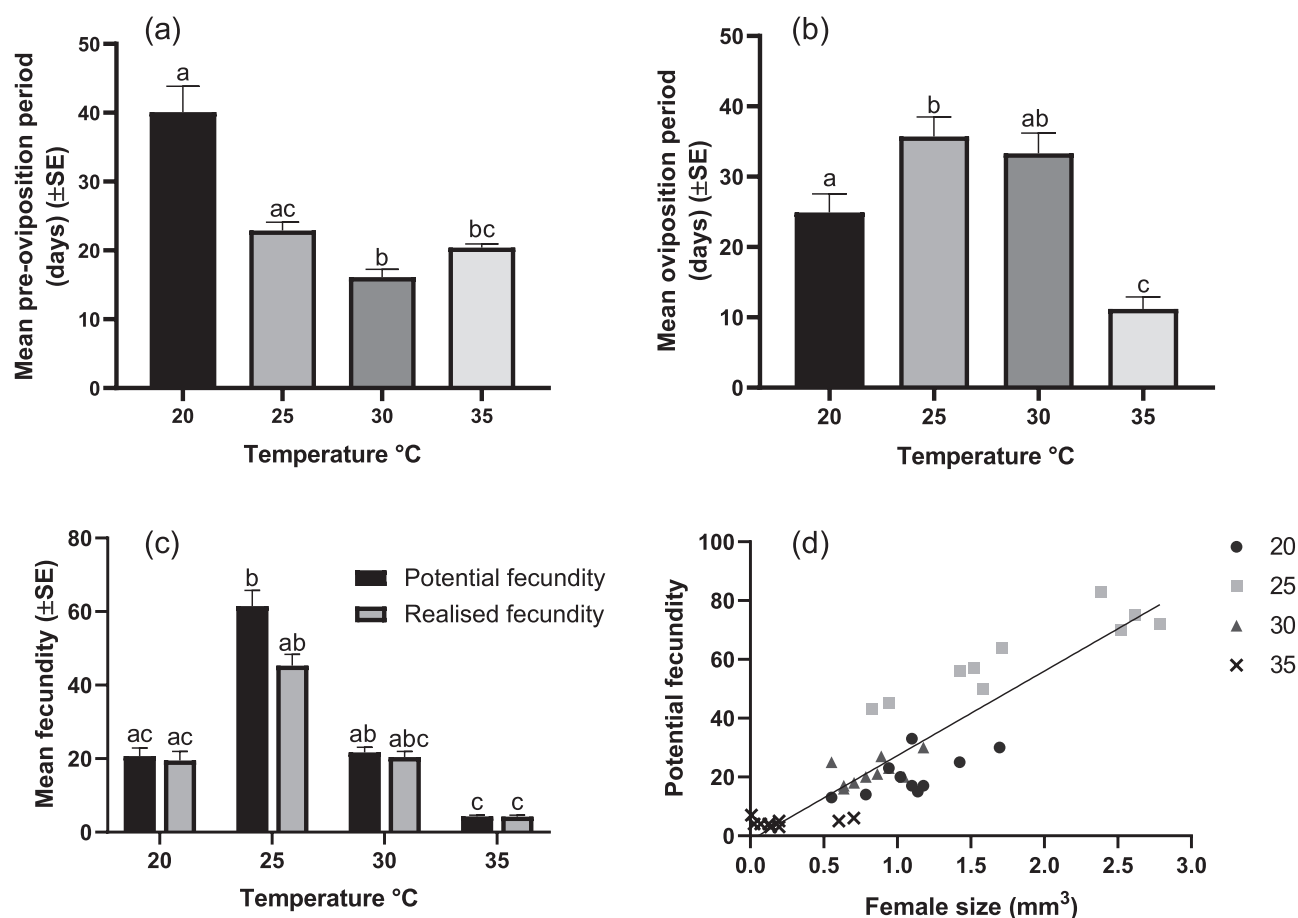 (a)
Mean pre-oviposition period
(days) (±SE)
50
40
30
20
10
0
a
ac
b
bc
20 25 30 35
Temperature °C
(b)
Mean oviposition period
(days) (±SE)
50
40
30
20
10
0
a
b
ab
c
20 25 30 35
Temperature °C
(c)
Mean fecundity (±SE)
80
60
40
20
0
Potential fecundity
Realised fecundity
ac ac
b
ab
ab abc
c c
20 25 30 35
Temperature °C
(d)
Potential fecundity
100
80
60
40
20
0
0.0 0.5 1.0 1.5 2.0 2.5 3.0
Female size (mm³)
20
25
30
35